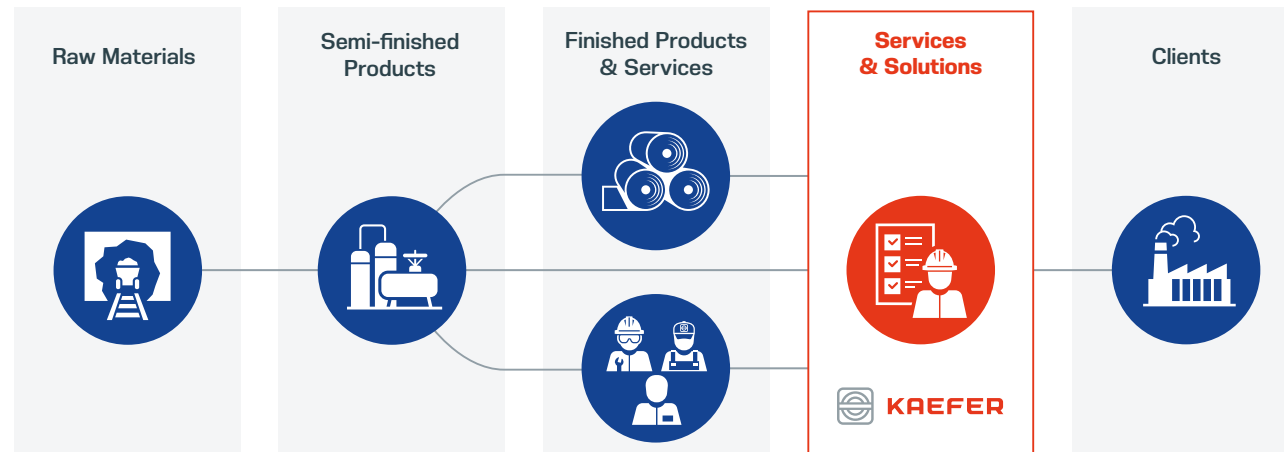 Raw Materials
Semi-finished
Products
Finished Products
& Services
Services
& Solutions
Clients
KAEFER